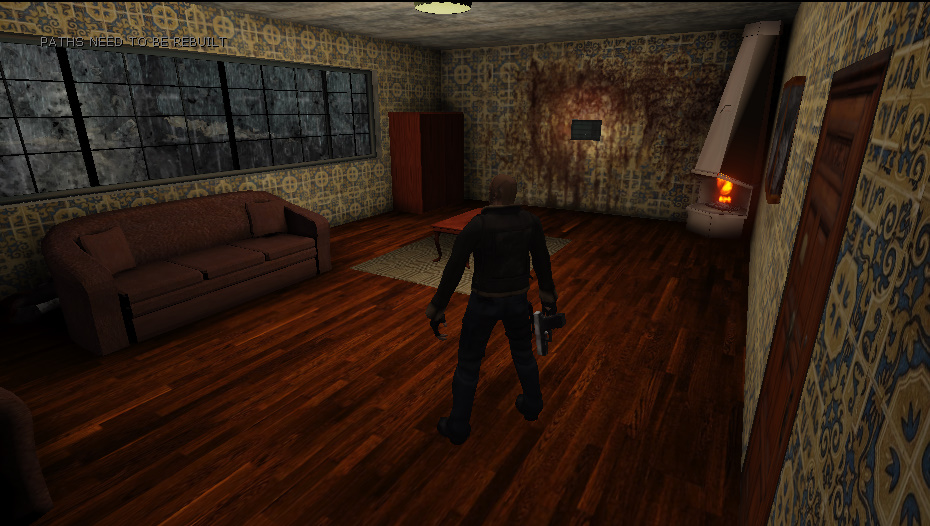 PATHS NEED TO BE REBUILT